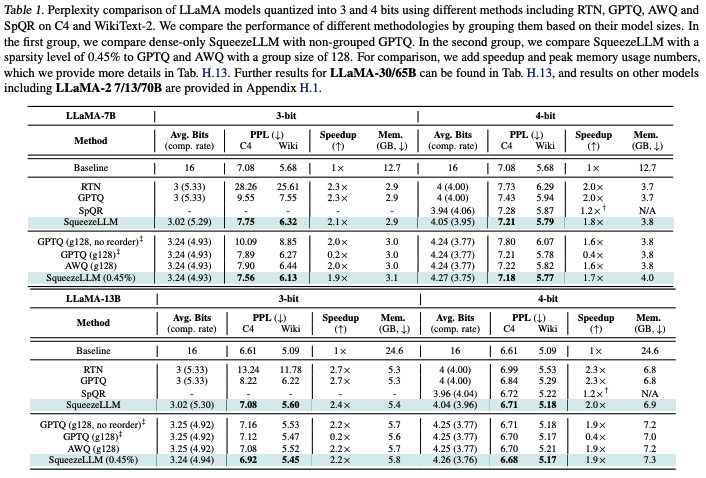 Table 1. Perplexity comparison of LLaMA models quantized into 3 and 4 bits using different methods including RTN, GPTQ, AWQ and
SpQR on C4 and WikiText-2. We compare the performance of different methodologies by grouping them based on their model sizes. In
the first group, we compare dense-only SqueezeLLM with non-grouped GPTQ. In the second group, we compare SqueezeLLM with a
sparsity level of 0.45% to GPTQ and AWQ with a group size of 128. For comparison, we add speedup and peak memory usage numbers,
which we provide more details in Tab. H.13. Further results for LLaMA-30/65B can be found in Tab. H.13, and results on other models
including LLaMA-2 7/13/70B are provided in Appendix H.1.
LLaMA-7B 3-bit 4-bit
Method Avg. Bits PPL (↓) Speedup Mem. Avg. Bits PPL (↓) Speedup Mem.
(comp. rate) C4 Wiki (↑) (GB, ↓) (comp. rate) C4 Wiki (↑) (GB, ↓)
Baseline 16 7.08 5.68 1× 12.7 16 7.08 5.68 1× 12.7
RTN 3 (5.33) 28.26 25.61 2.3× 2.9 4 (4.00) 7.73 6.29 2.0× 3.7
GPTQ 3 (5.33) 9.55 7.55 2.3× 2.9 4 (4.00) 7.43 5.94 2.0× 3.7
SpQR - - - - - 3.94 (4.06) 7.28 5.87 1.2׆ N/A
SqueezeLLM 3.02 (5.29) 7.75 6.32 2.1× 2.9 4.05 (3.95) 7.21 5.79 1.8× 3.8
GPTQ (g128, no reorder)‡ 3.24 (4.93) 10.09 8.85 2.0× 3.0 4.24 (3.77) 7.80 6.07 1.6× 3.8
GPTQ (g128)‡ 3.24 (4.93) 7.89 6.27 0.2× 3.0 4.24 (3.77) 7.21 5.78 0.4× 3.8
AWQ (g128) 3.24 (4.93) 7.90 6.44 2.0× 3.0 4.24 (3.77) 7.22 5.82 1.6× 3.8
SqueezeLLM (0.45%) 3.24 (4.93) 7.56 6.13 1.9× 3.1 4.27 (3.75) 7.18 5.77 1.7× 4.0
LLaMA-13B 3-bit 4-bit
Method Avg. Bits PPL (↓) Speedup Mem. Avg. Bits PPL (↓) Speedup Mem.
(comp. rate) C4 Wiki (↑) (GB, ↓) (comp. rate) C4 Wiki (↑) (GB, ↓)
Baseline 16 6.61 5.09 1× 24.6 16 6.61 5.09 1× 24.6
RTN 3 (5.33) 13.24 11.78 2.7× 5.3 4 (4.00) 6.99 5.53 2.3× 6.8
GPTQ 3 (5.33) 8.22 6.22 2.7× 5.3 4 (4.00) 6.84 5.29 2.3× 6.8
SpQR - - - - - 3.96 (4.04) 6.72 5.22 1.2׆ N/A
SqueezeLLM 3.02 (5.30) 7.08 5.60 2.4× 5.4 4.04 (3.96) 6.71 5.18 2.0× 6.9
GPTQ (g128, no reorder)‡ 3.25 (4.92) 7.16 5.53 2.2× 5.7 4.25 (3.77) 6.71 5.18 1.9× 7.2
GPTQ (g128)‡ 3.25 (4.92) 7.12 5.47 0.2× 5.6 4.25 (3.77) 6.70 5.17 0.4× 7.0
AWQ (g128) 3.25 (4.92) 7.08 5.52 2.2× 5.7 4.25 (3.77) 6.70 5.21 1.9× 7.2
SqueezeLLM (0.45%) 3.24 (4.94) 6.92 5.45 2.2× 5.8 4.26 (3.76) 6.68 5.17 1.9× 7.3